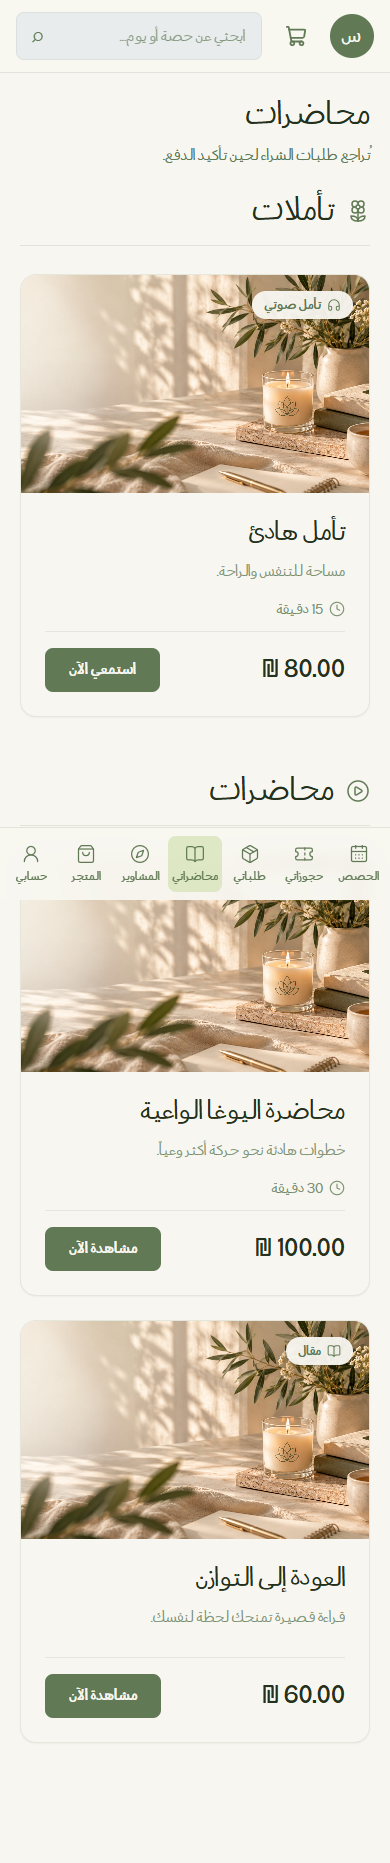 س
ابحثي عن حصة أو يوم...
محاضرات
تُراجع طلبات الشراء لحين تأكيد الدفع.
تأملات
تأمل صوتي
تأمل هادئ
مساحة للتنفس والراحة.
15 دقيقة
80.00 ₪
استمعي الآن
محاضرات
الحصص
حجوزاتي
طلباتي
محاضراتي
المشاوير
المتجر
حسابي
محاضرة اليوغا الواعية
خطوات هادئة نحو حركة أكثر وعياً.
30 دقيقة
100.00 ₪
مشاهدة الآن
مقال
العودة إلى التوازن
قراءة قصيرة تمنحك لحظة لنفسك.
60.00 ₪
مشاهدة الآن